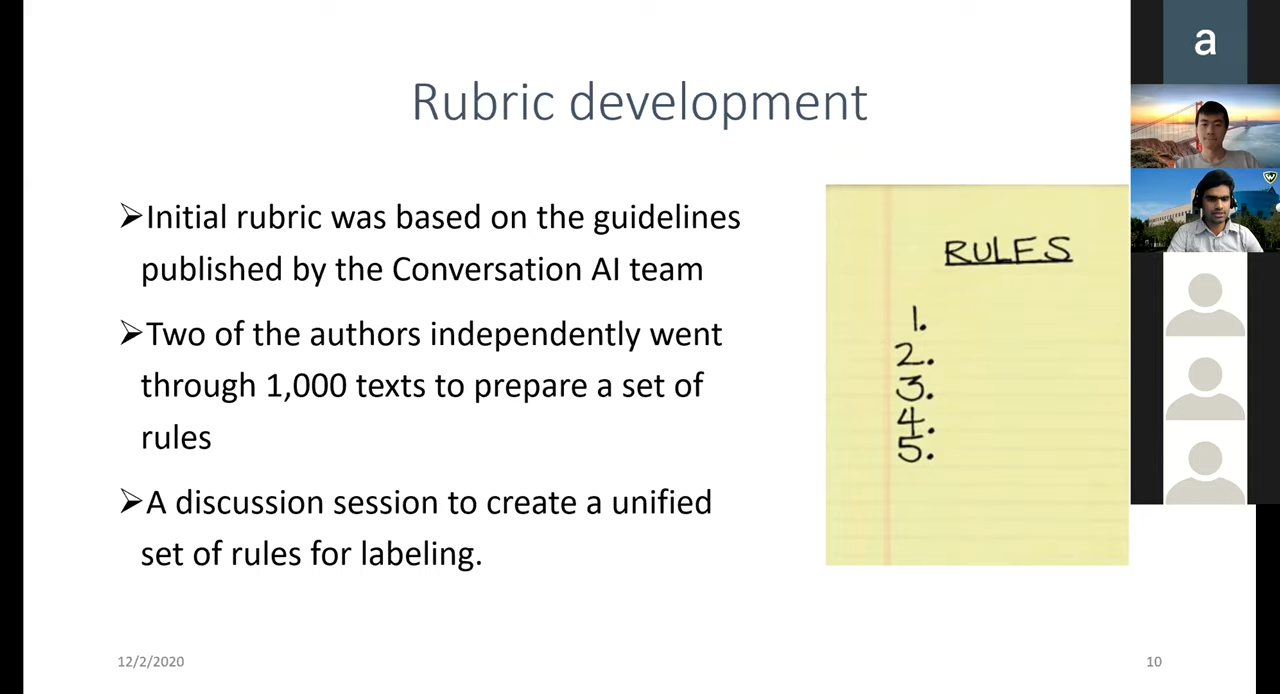 Rubric development
➢Initial rubric was based on the guidelines
published by the Conversation AI team
➢Two of the authors independently went
through 1,000 texts to prepare a set of
rules
➢A discussion session to create a unified
set of rules for labeling.
RULES
1.
2.
3.
4.
5.
12/2/2020
10
a